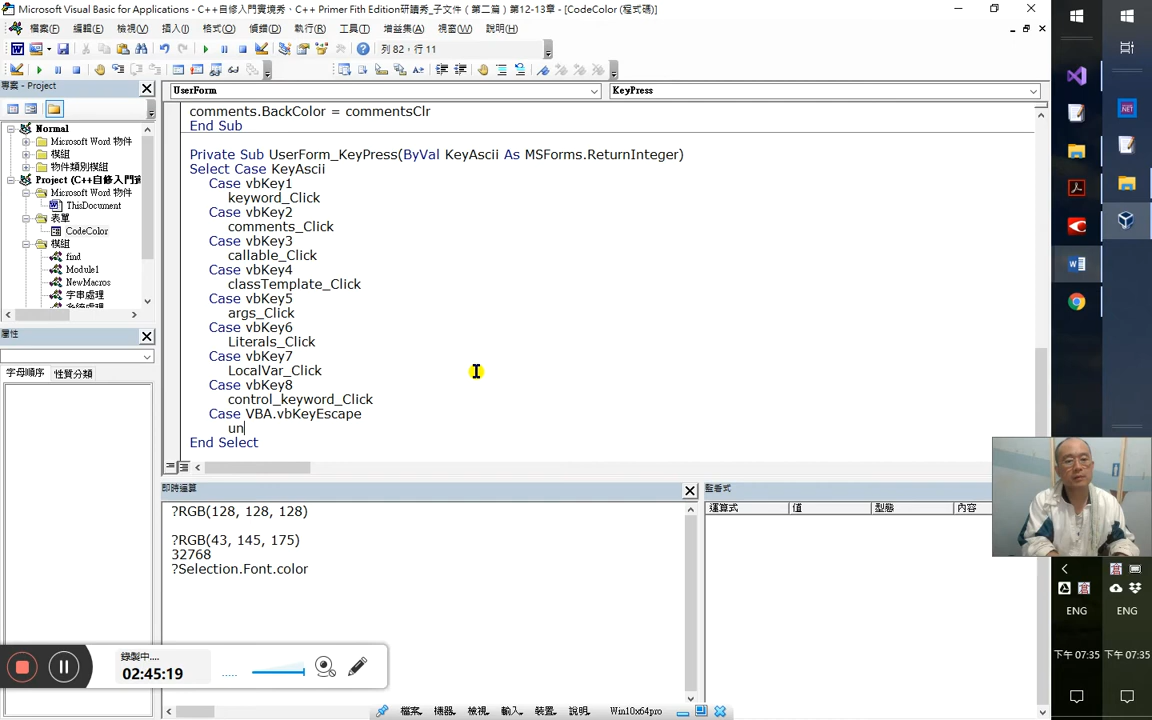 Microsoft Visual Basic for Applications - C++自修入門實境秀、C++ Primer Fith Edition研讀秀_子文件 ( 第二篇 ) 第12-13章 - [CodeColor (程式碼)]
檔案(F) 編輯(E) 檢視(V) 插入(I) 格式(O) 偵錯(D) 執行(R) 工具(T) 增益集(A) 視窗(W) 說明(H)
列 82, 行 11
專案 - Project
UserForm
KeyPress
Normal
Microsoft Word 物件
模組
物件類別模組
Project (C++自修入門實
Microsoft Word 物件
ThisDocument
表單
CodeColor
模組
find
Module1
NewMacros
字串處理
comments.BackColor = commentsClr
End Sub
Private Sub UserForm_KeyPress(ByVal KeyAscii As MSForms.ReturnInteger)
Select Case KeyAscii
Case vbKey1
keyword_Click
Case vbKey2
comments_Click
Case vbKey3
callable_Click
Case vbKey4
classTemplate_Click
Case vbKey5
args_Click
Case vbKey6
Literals_Click
Case vbKey7
LocalVar_Click
Case vbKey8
control_keyword_Click
Case VBA.vbKeyEscape
un
End Select
屬性
字母順序 性質分類
即時運算
?RGB(128, 128, 128)
?RGB(43, 145, 175)
32768
?Selection.Font.color
監看式
運算式 值 型態 內容
錄製中....
02:45:19
檔案 機器 檢視 輸入 裝置 說明 Win10x64pro
.NET
ENG ENG
下午 07:35 下午 07:35